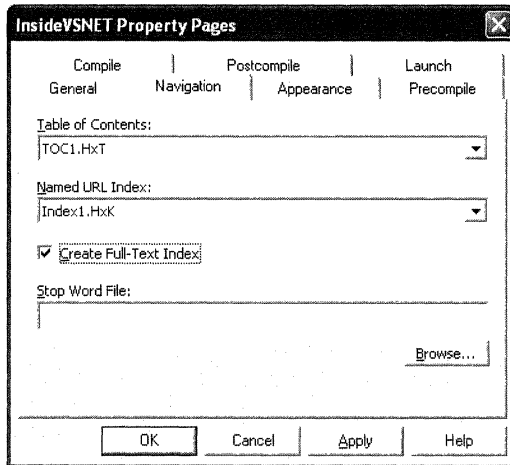 InsideVSNET Property Pages
Compile Postcompile Launch
General Navigation Appearance Precompile
Table of Contents:
TOC1.HxT
Named URL Index:
Index1.HxK
Create Full-Text Index
Stop Word File:
Browse...
OK Cancel Apply Help